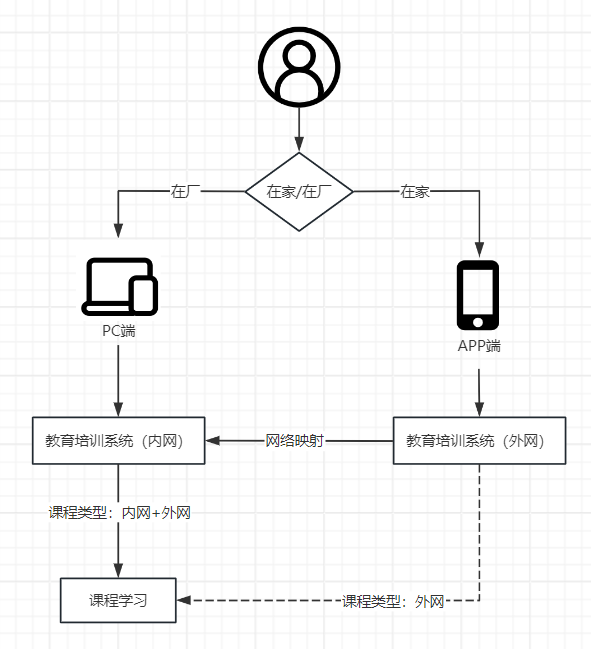 在厂
在家/在厂
在家
PC端
APP端
教育培训系统（内网）
网络映射
教育培训系统（外网）
课程类型：内网+外网
课程学习
课程类型：外网